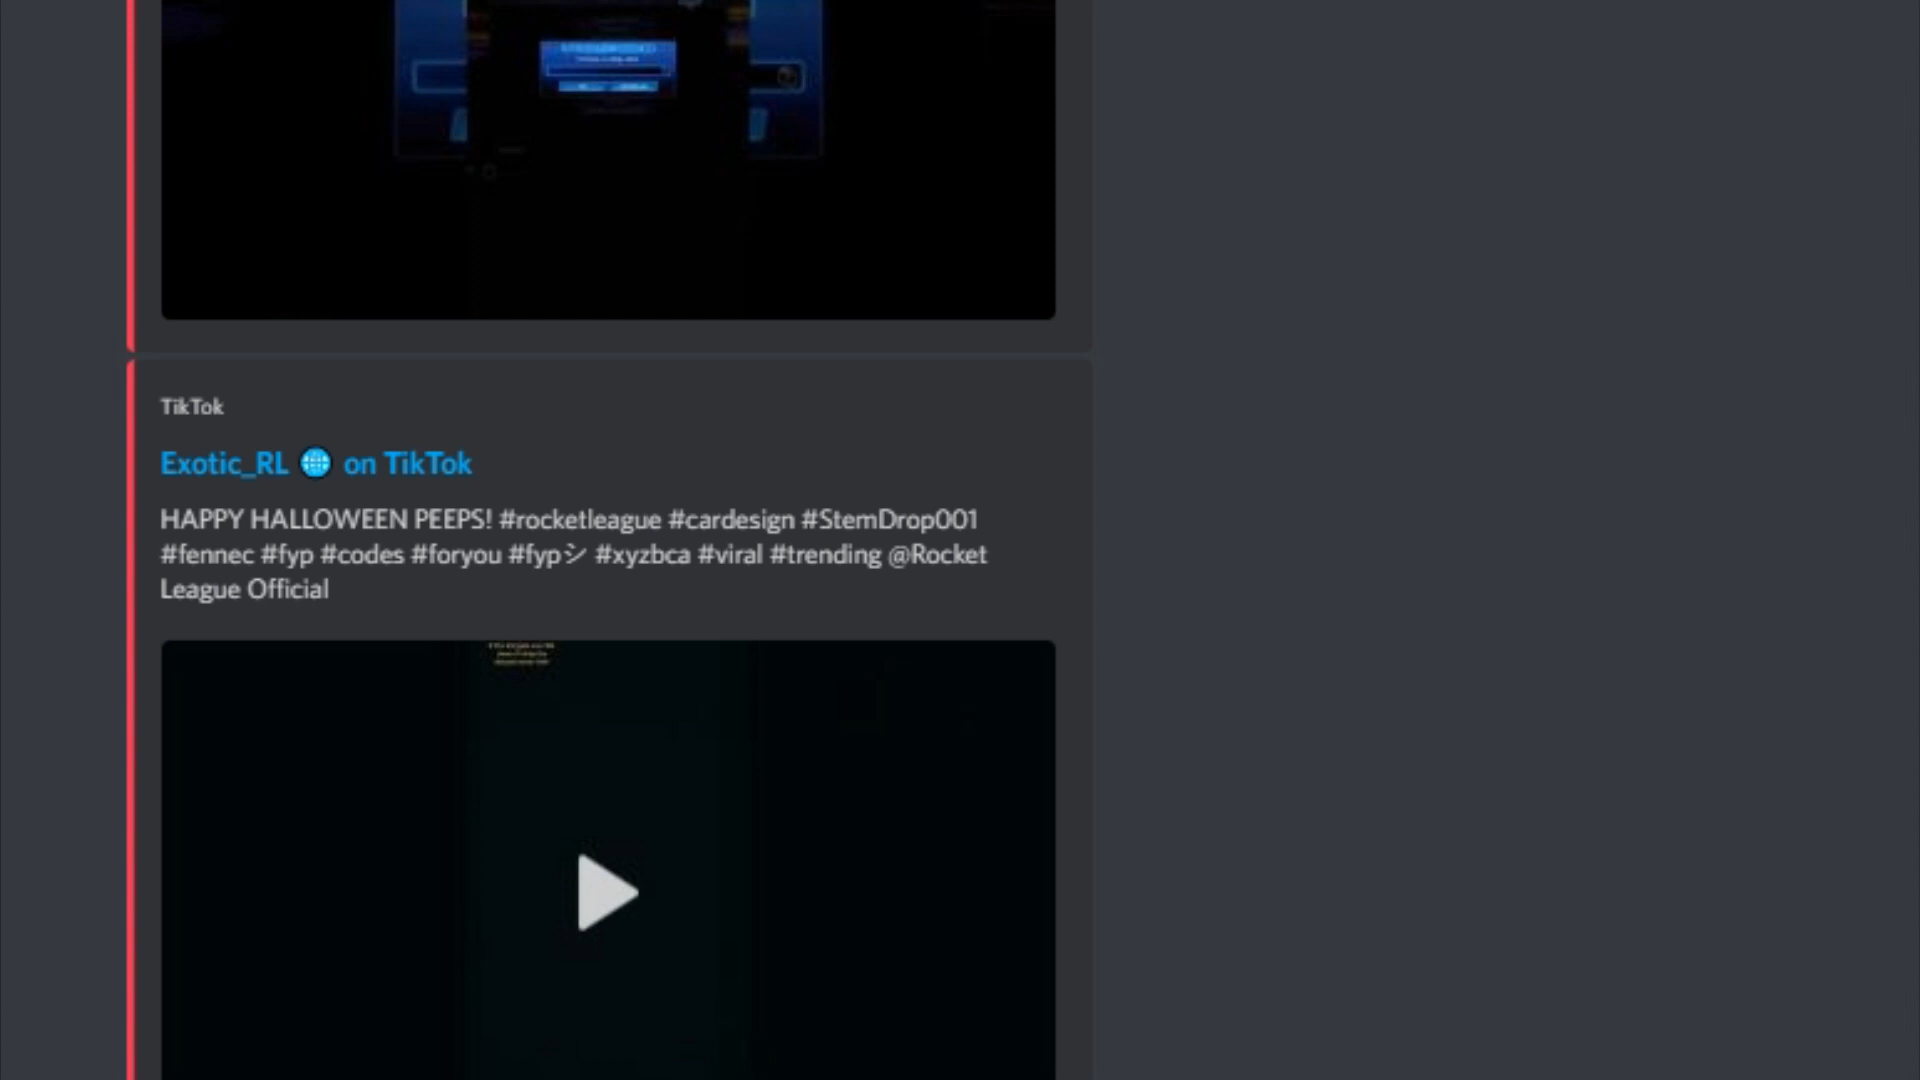 TikTok
Exotic_RL 🌐 on TikTok
HAPPY HALLOWEEN PEEPS! #rocketleague #cardesign #StemDrop001
#fennec #fyp #codes #foryou #fypシ #xyzbca #viral #trending @Rocket
League Official